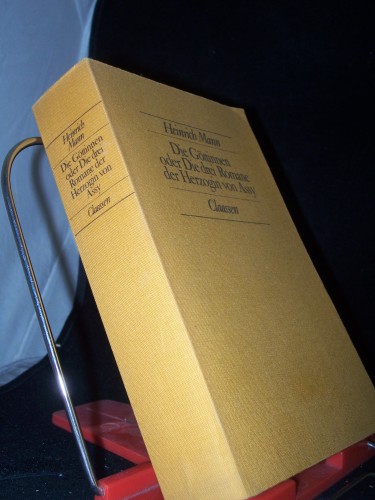 Heinrich
Mann
Die Göttinnen
oder Die drei
Romane der
Herzogin von
Assy
Claassen
Heinrich Mann
Die Göttinnen
oder Die drei Romane
der Herzogin von Assy
Claassen